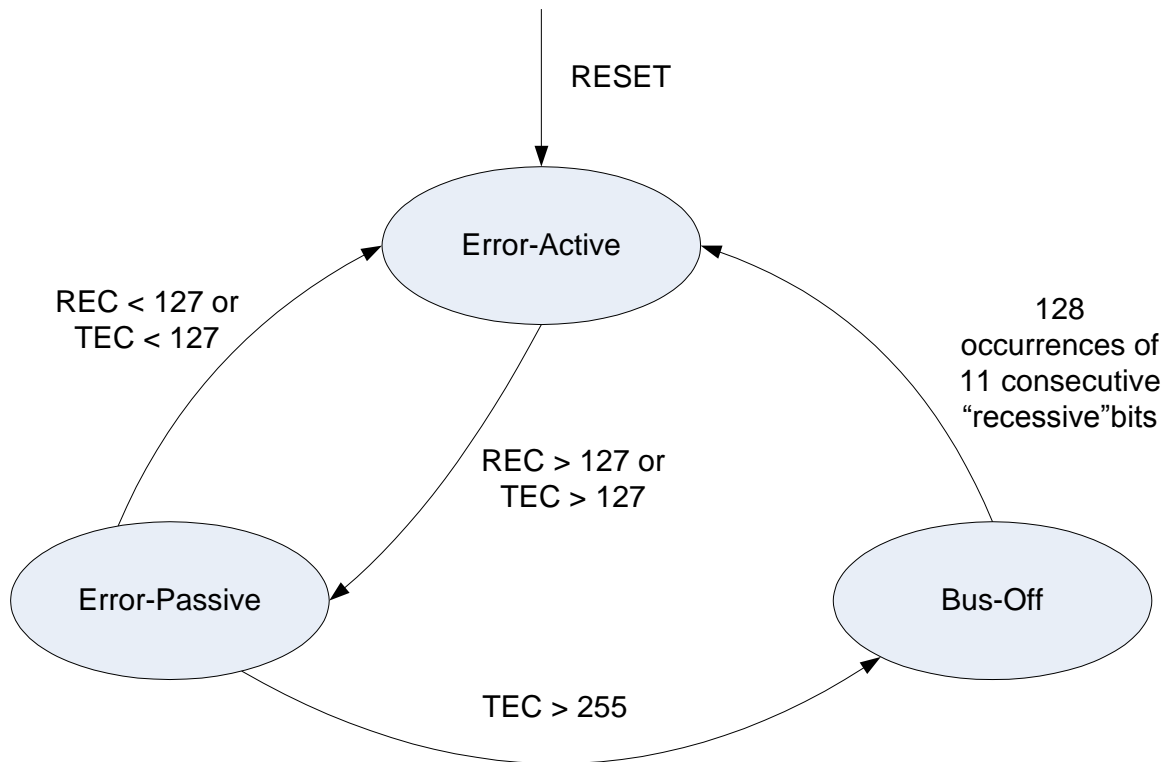 RESET
Error-Active
REC < 127 or
TEC < 127
128
occurrences of
11 consecutive
“recessive”bits
REC > 127 or
TEC > 127
Error-Passive
Bus-Off
TEC > 255